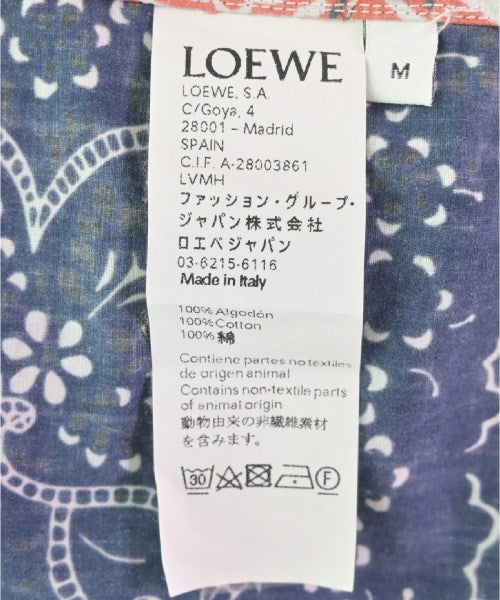 LOEWE
M
LOEWE, S.A.
C/Goya, 4
28001 - Madrid
SPAIN
C.I.F. A-28003861
LVMH
ファッション・グループ・
ジャパン株式会社
ロエベジャパン
03-6215-6116
Made in Italy
100% Algodón
100% Cotton
100% 綿
Contiene partes no textiles
de origen animal
Contains non-textile parts
of animal origin
動物由来の非繊維素材
を含みます。
30 F